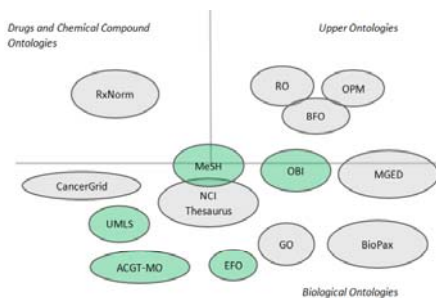 Drugs and Chemical Compound
Ontologies
Upper Ontologies
RxNorm
RO
OPM
BFO
MeSH
OBI
MGED
CancerGrid
NCI
Thesaurus
UMLS
GO
BioPax
ACGT-MO
EFO
Biological Ontologies